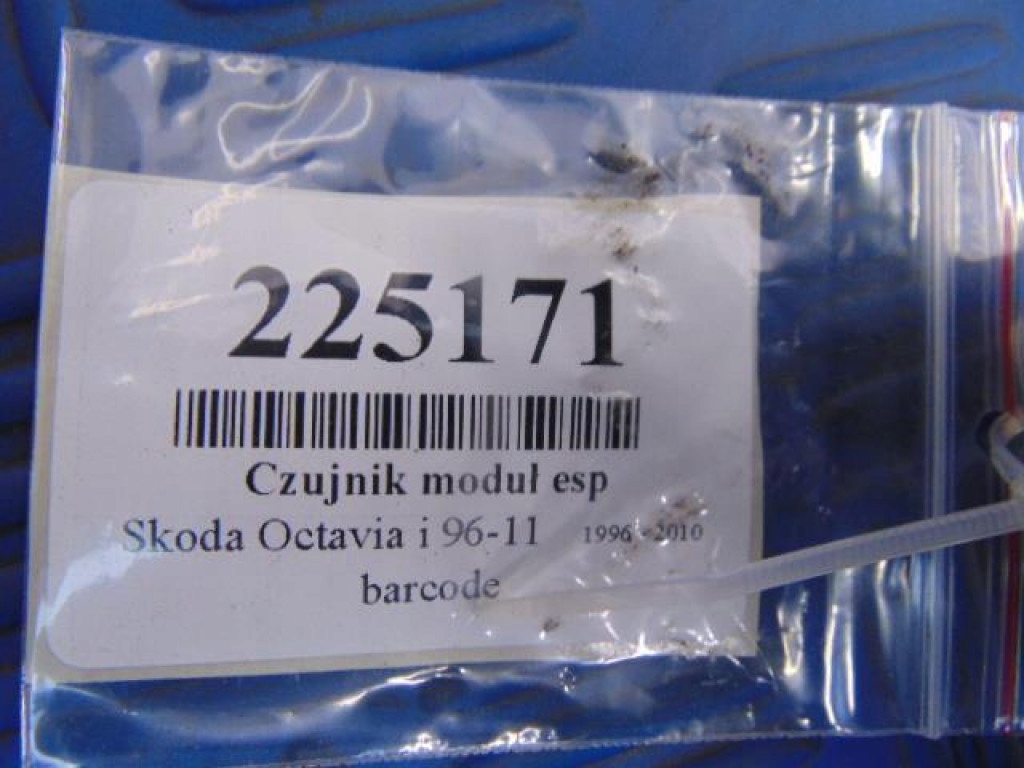 225171
Czujnik moduł esp
Skoda Octavia i 96-11 1996 -2010
barcode